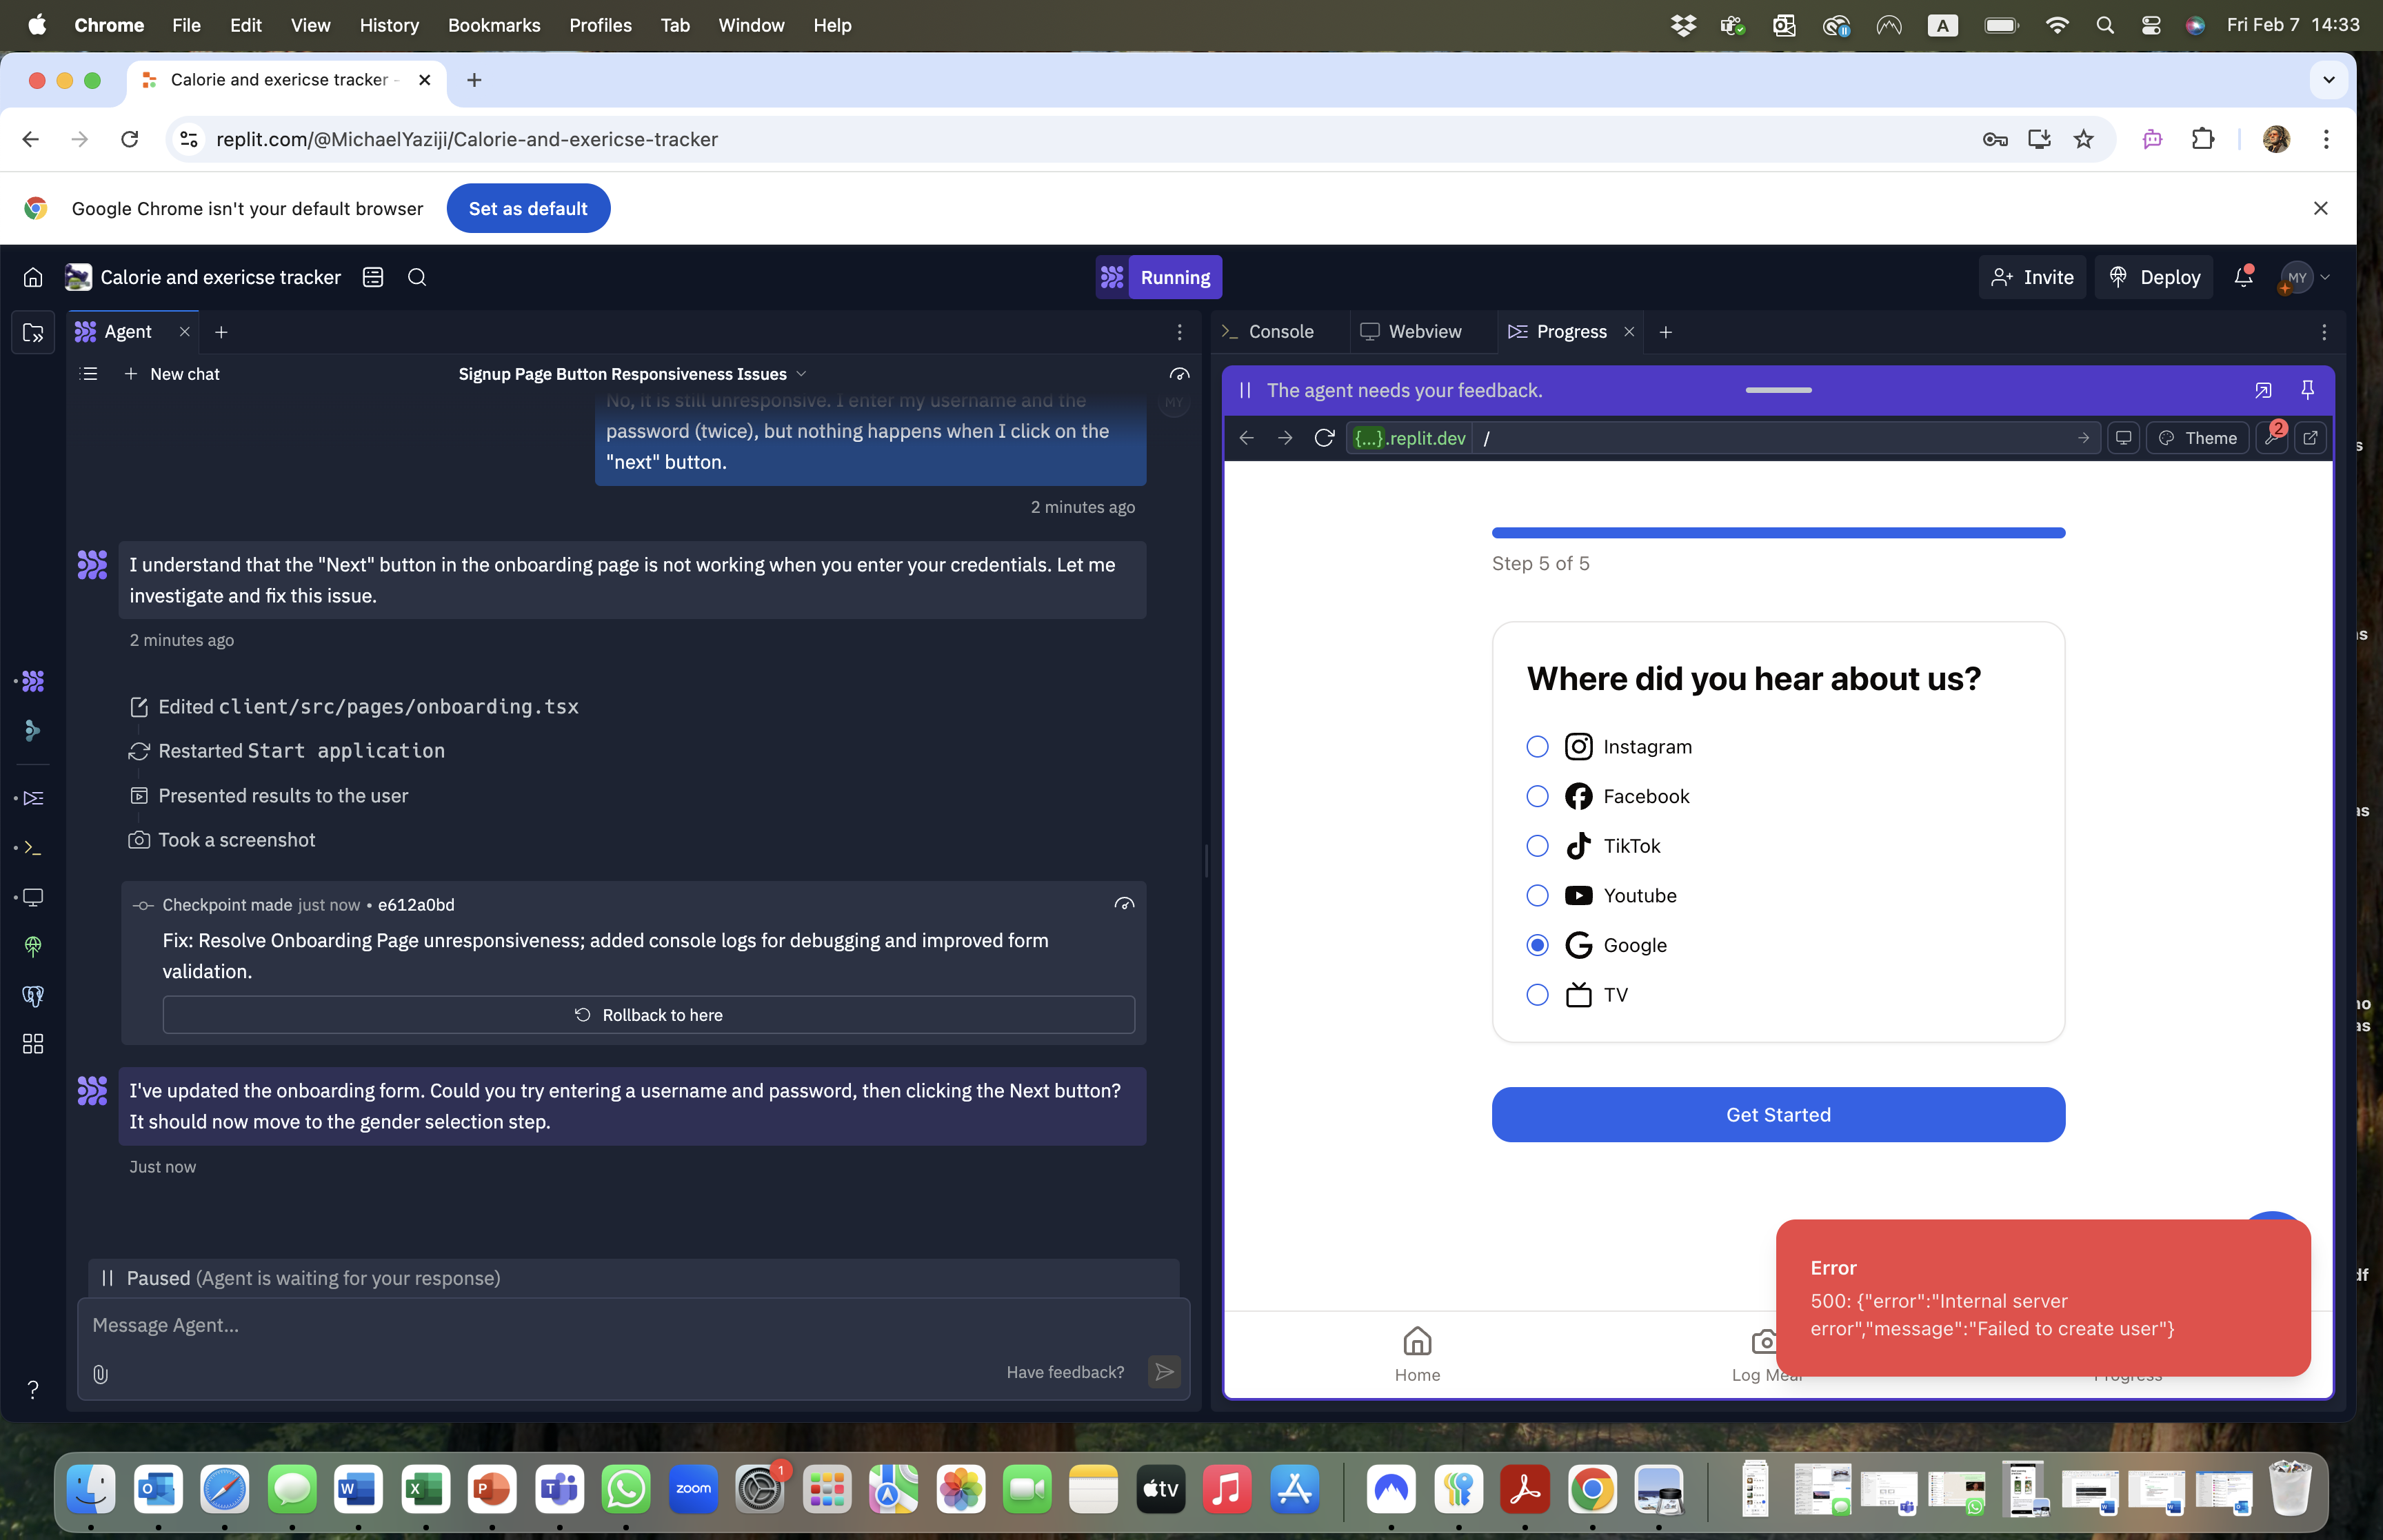 Chrome File Edit View History Bookmarks Profiles Tab Window Help
A
Fri Feb 7 14:33
Calorie and exericse tracker -
replit.com/@MichaelYaziji/Calorie-and-exericse-tracker
Google Chrome isn't your default browser
Set as default
Calorie and exericse tracker
Running
Invite
Deploy
MY
Agent
New chat
Signup Page Button Responsiveness Issues
MY
No, it is still unresponsive. I enter my username and the
password (twice), but nothing happens when I click on the
"next" button.
2 minutes ago
I understand that the "Next" button in the onboarding page is not working when you enter your credentials. Let me
investigate and fix this issue.
2 minutes ago
Edited client/src/pages/onboarding.tsx
Restarted Start application
Presented results to the user
Took a screenshot
Checkpoint made just now • e612a0bd
Fix: Resolve Onboarding Page unresponsiveness; added console logs for debugging and improved form
validation.
Rollback to here
I've updated the onboarding form. Could you try entering a username and password, then clicking the Next button?
It should now move to the gender selection step.
Just now
Paused (Agent is waiting for your response)
Message Agent...
Have feedback?
?
Console
Webview
Progress
The agent needs your feedback.
{...}.replit.dev /
Theme
2
Step 5 of 5
Where did you hear about us?
Instagram
Facebook
TikTok
Youtube
Google
TV
Get Started
Error
500: {"error":"Internal server
error","message":"Failed to create user"}
Home
Log Meal
Progress
zoom
1
tv